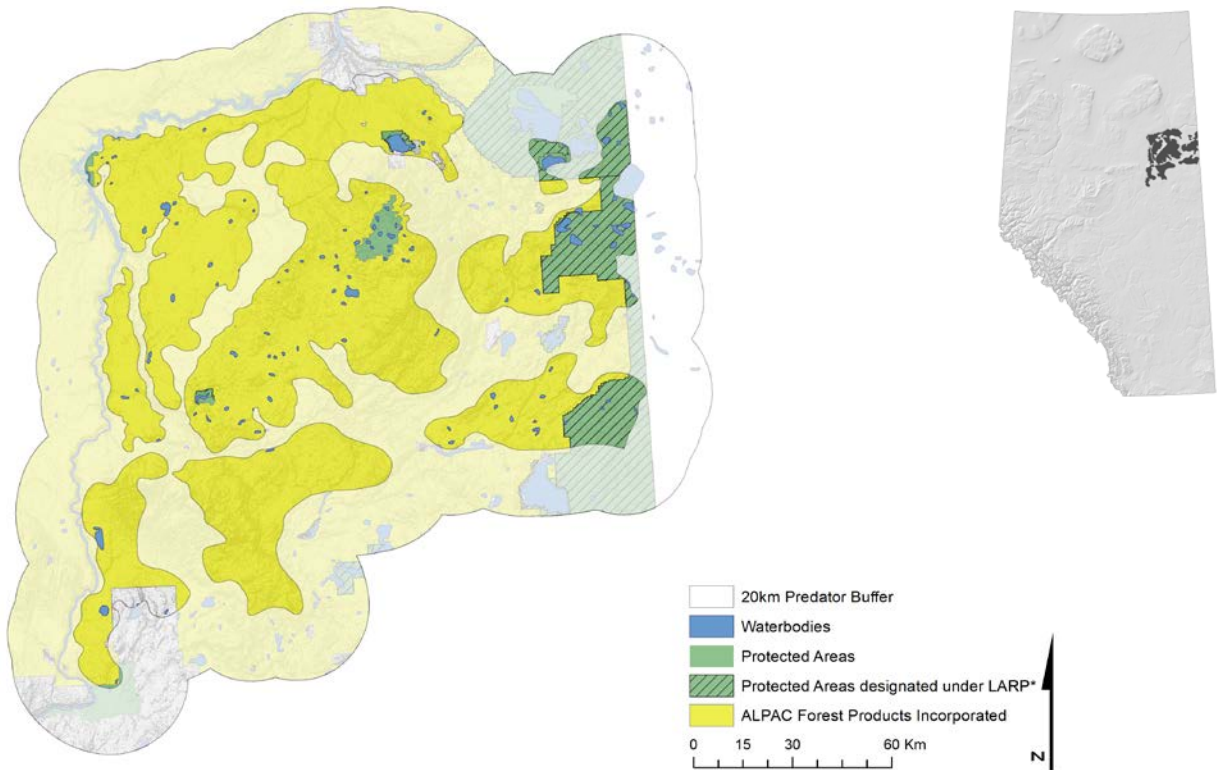 20km Predator Buffer
Waterbodies
Protected Areas
Protected Areas designated under LARP*
ALPAC Forest Products Incorporated
0 15 30 60 Km
N